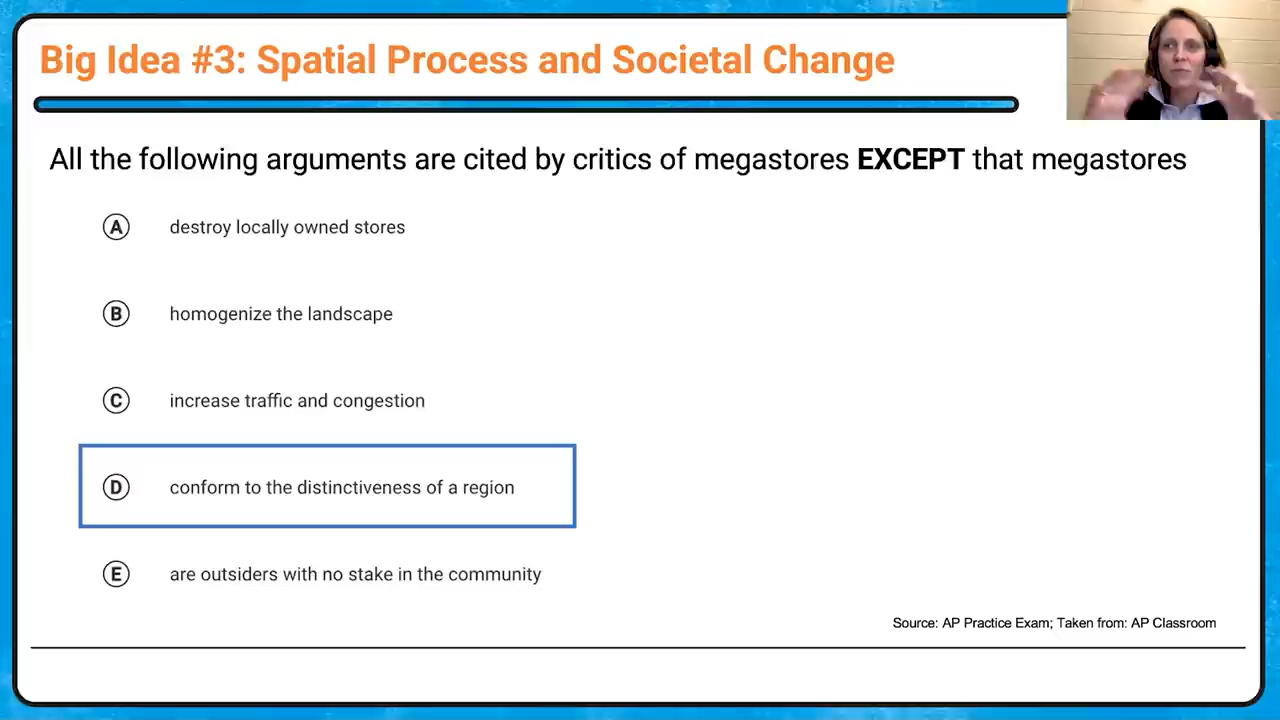 Big Idea #3: Spatial Process and Societal Change
All the following arguments are cited by critics of megastores EXCEPT that megastores
A destroy locally owned stores
B homogenize the landscape
C increase traffic and congestion
D conform to the distinctiveness of a region
E are outsiders with no stake in the community
Source: AP Practice Exam; Taken from: AP Classroom